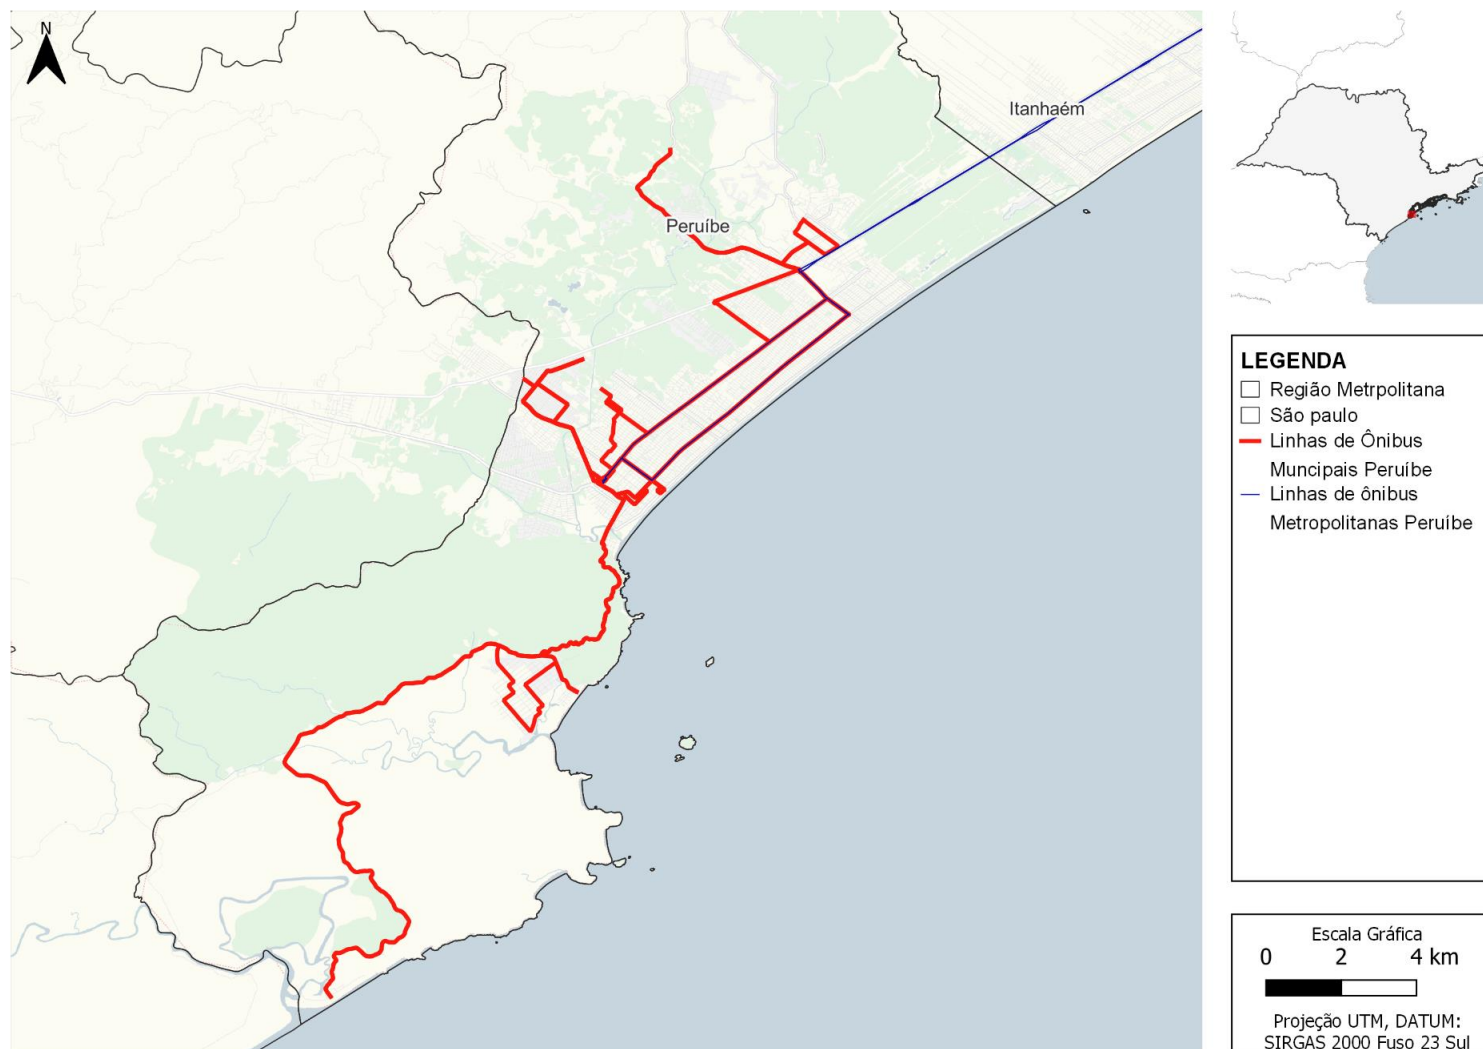 N
Itanhaém
Peruíbe
LEGENDA
Região Metrpolitana
São paulo
Linhas de Ônibus
Muncipais Peruíbe
Linhas de ônibus
Metropolitanas Peruíbe
Escala Gráfica
0 2 4 km
Projeção UTM, DATUM:
SIRGAS 2000 Fuso 23 Sul